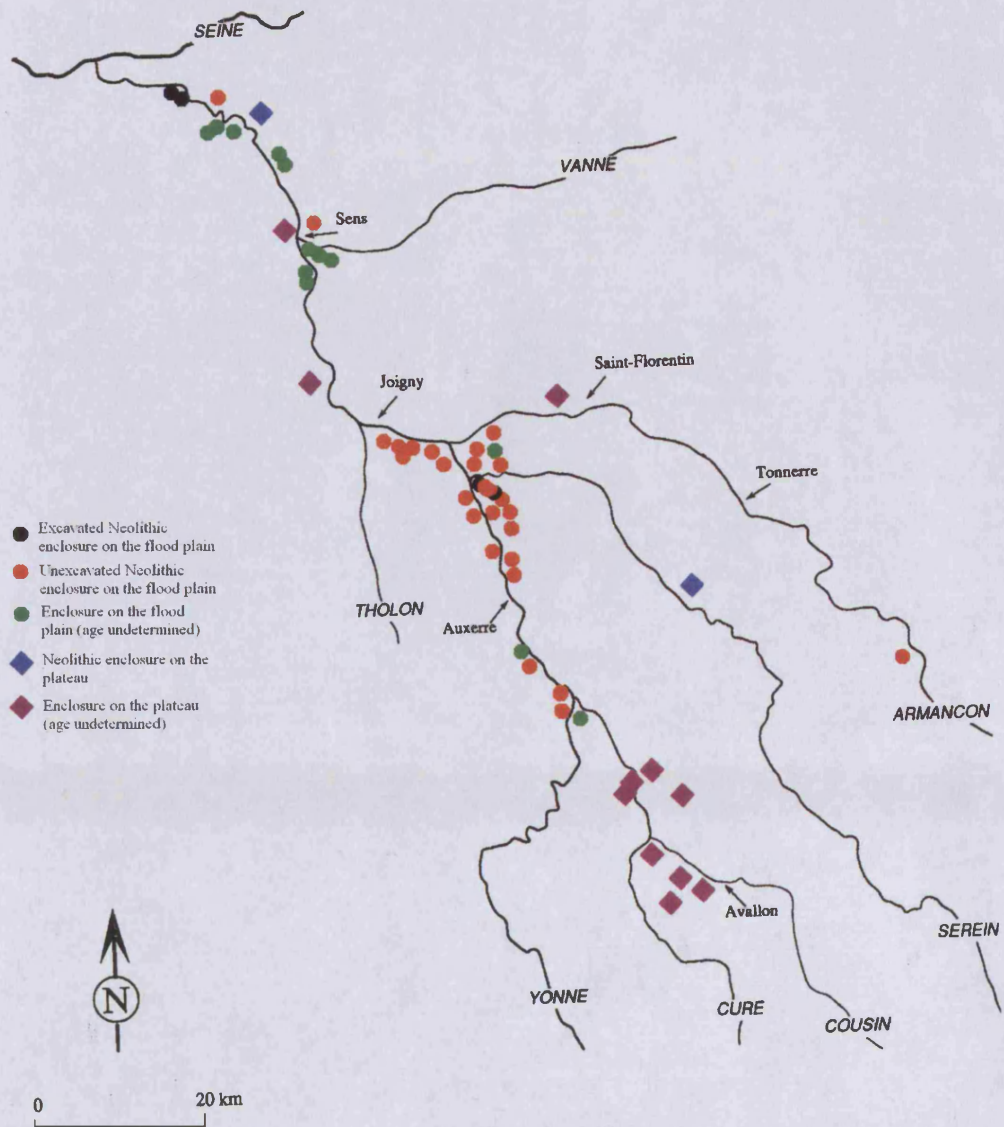 SEINE
VANNE
Sens
Saint-Florentin
Joigny
Tonnerre
Excavated Neolithic
enclosure on the flood plain
Unexcavated Neolithic
enclosure on the flood plain
Enclosure on the flood
plain (age undetermined)
Neolithic enclosure on the
plateau
Enclosure on the plateau
(age undetermined)
THOLON
Auxerre
ARMANCON
Avallon
SEREIN
N
YONNE
CURE
COUSIN
0 20 km